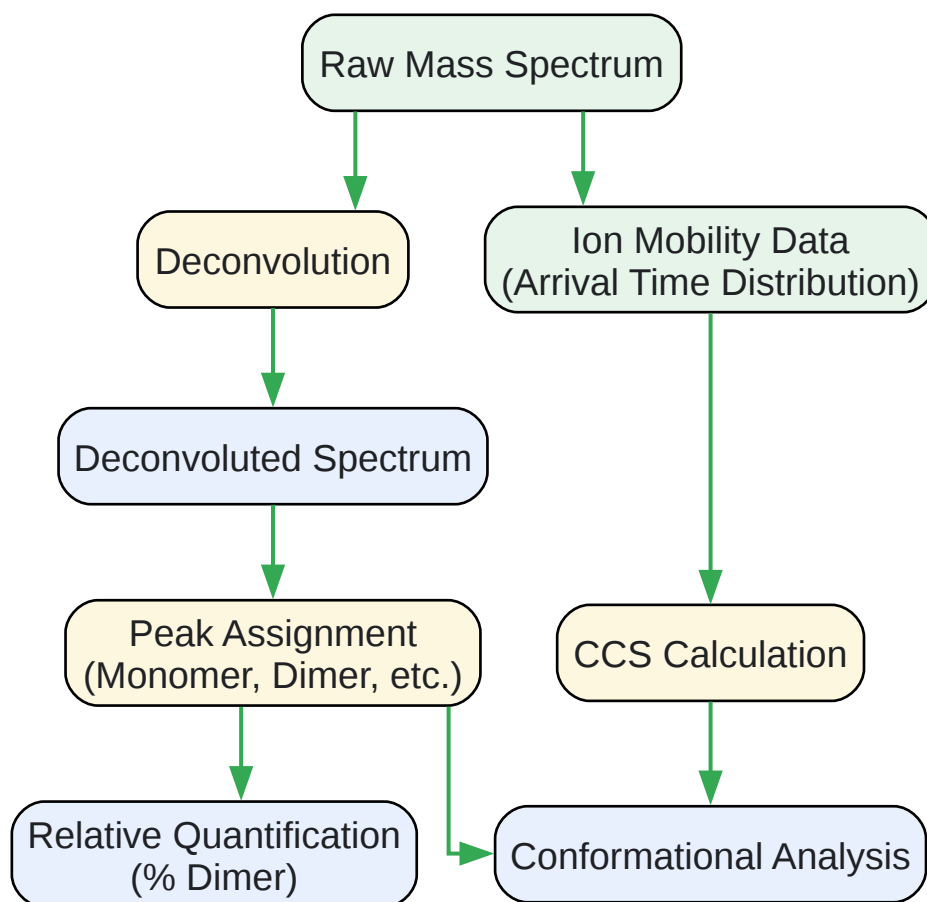 Raw Mass Spectrum
Deconvolution
Ion Mobility Data
(Arrival Time Distribution)
Deconvoluted Spectrum
Peak Assignment
(Monomer, Dimer, etc.)
CCS Calculation
Relative Quantification
(% Dimer)
Conformational Analysis